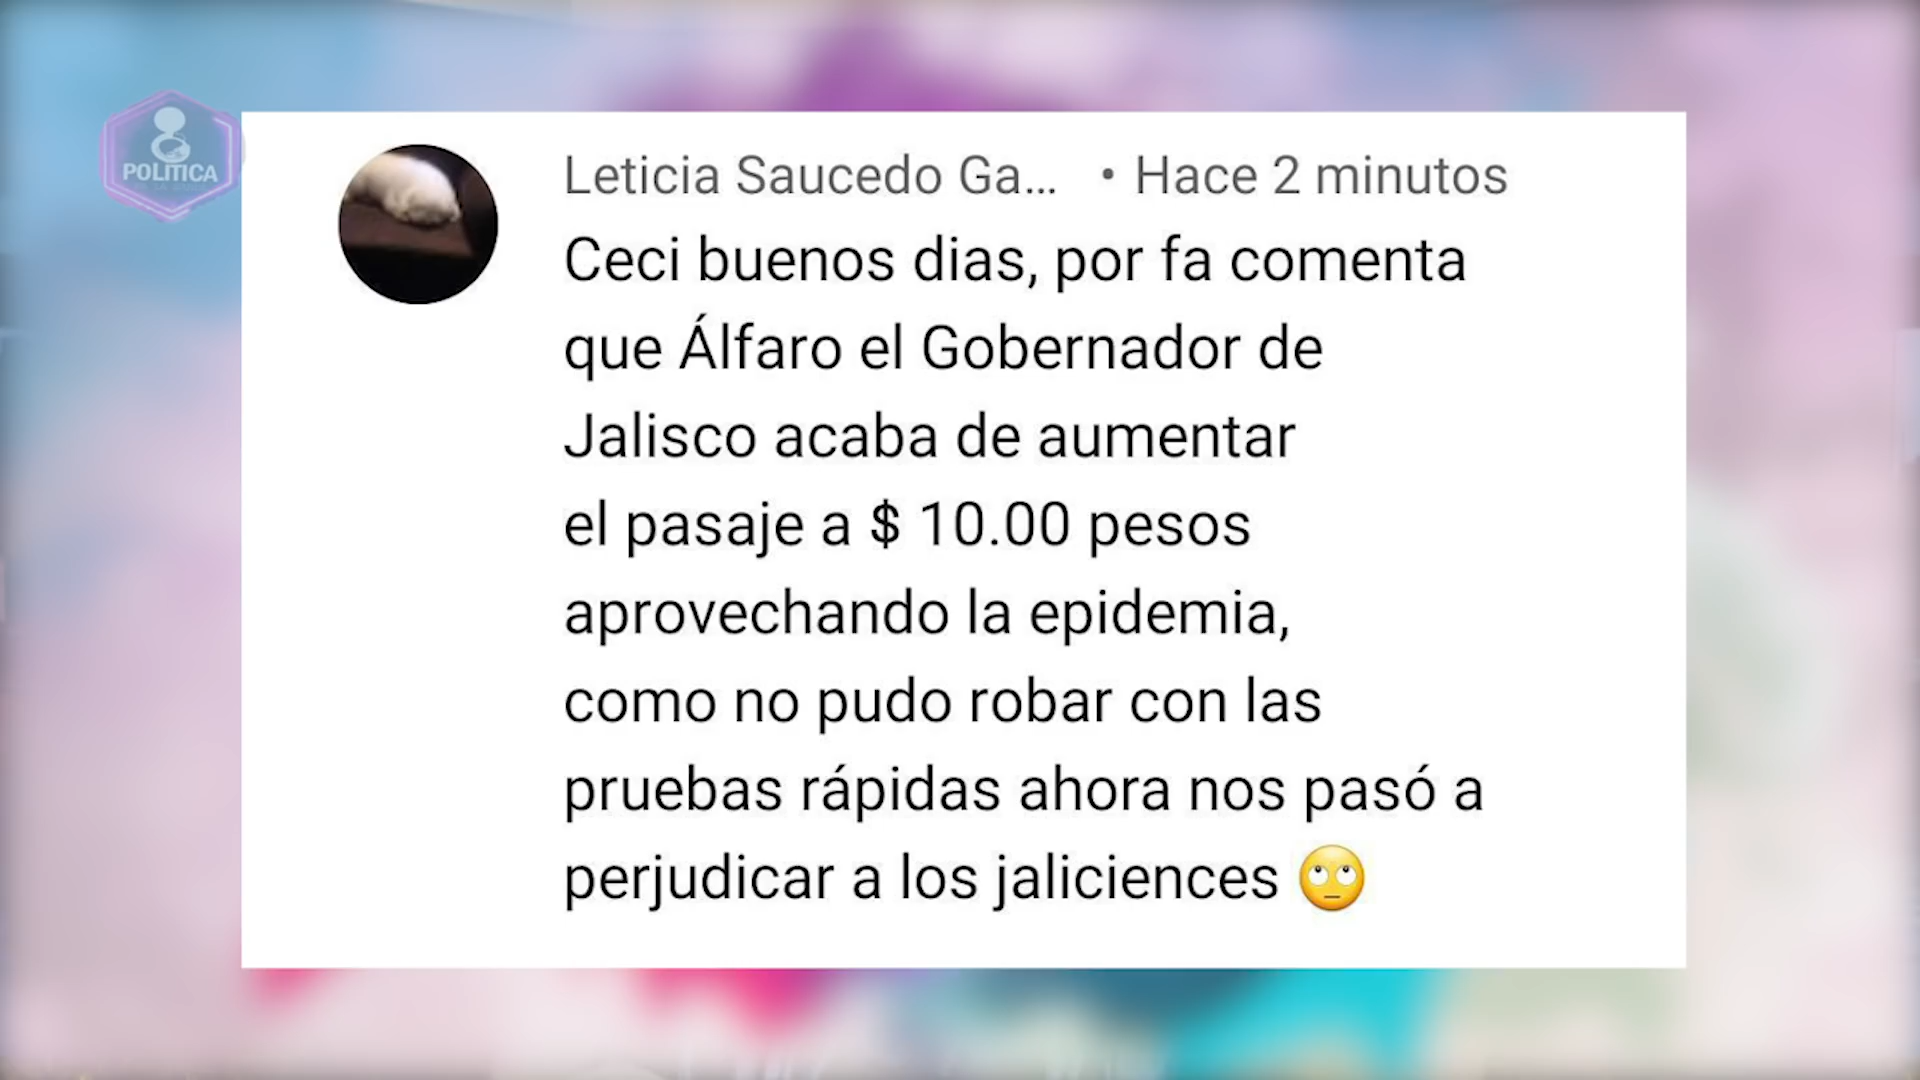 POLÍTICA
Leticia Saucedo Ga... • Hace 2 minutos
Ceci buenos dias, por fa comenta
que Álfaro el Gobernador de
Jalisco acaba de aumentar
el pasaje a $ 10.00 pesos
aprovechando la epidemia,
como no pudo robar con las
pruebas rápidas ahora nos pasó a
perjudicar a los jaliciences 🙄